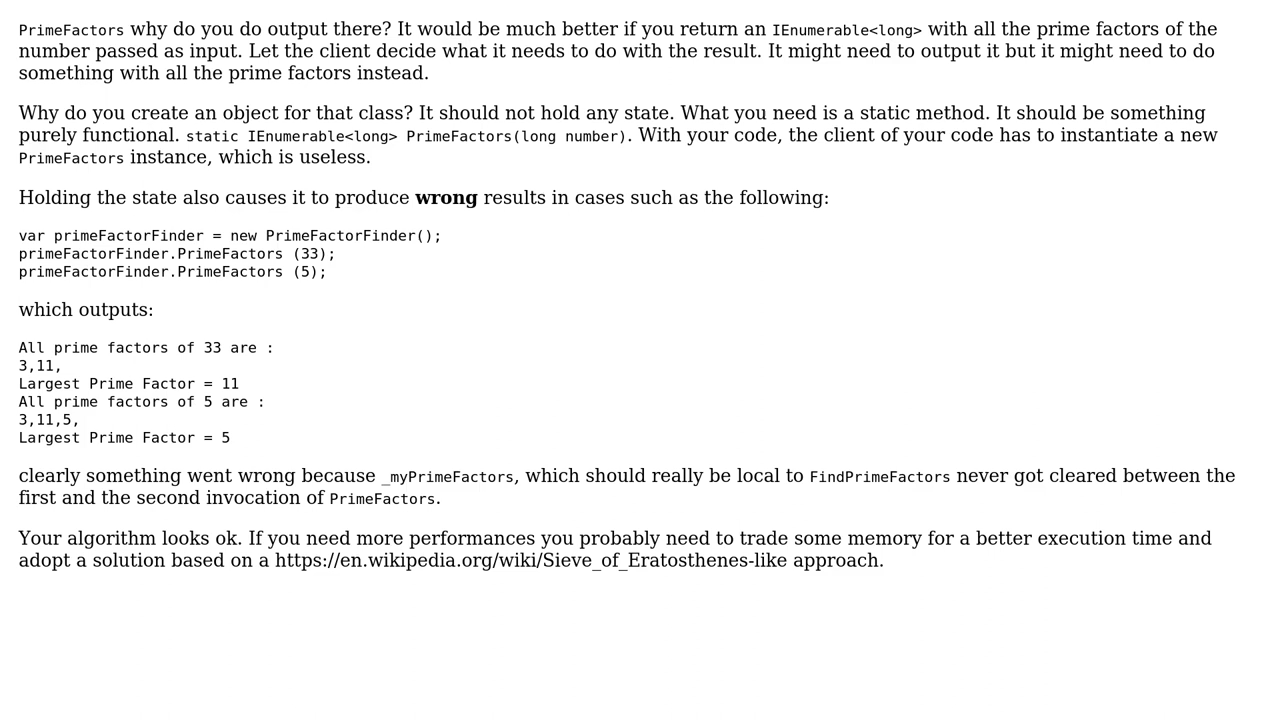 PrimeFactors why do you do output there? It would be much better if you return an IEnumerable<long> with all the prime factors of the
number passed as input. Let the client decide what it needs to do with the result. It might need to output it but it might need to do
something with all the prime factors instead.
Why do you create an object for that class? It should not hold any state. What you need is a static method. It should be something
purely functional. static IEnumerable<long> PrimeFactors(long number). With your code, the client of your code has to instantiate a new
PrimeFactors instance, which is useless.
Holding the state also causes it to produce wrong results in cases such as the following:
var primeFactorFinder = new PrimeFactorFinder();
primeFactorFinder.PrimeFactors (33);
primeFactorFinder.PrimeFactors (5);
which outputs:
All prime factors of 33 are :
3,11,
Largest Prime Factor = 11
All prime factors of 5 are :
3,11,5,
Largest Prime Factor = 5
clearly something went wrong because _myPrimeFactors, which should really be local to FindPrimeFactors never got cleared between the
first and the second invocation of PrimeFactors.
Your algorithm looks ok. If you need more performances you probably need to trade some memory for a better execution time and
adopt a solution based on a https://en.wikipedia.org/wiki/Sieve_of_Eratosthenes-like approach.